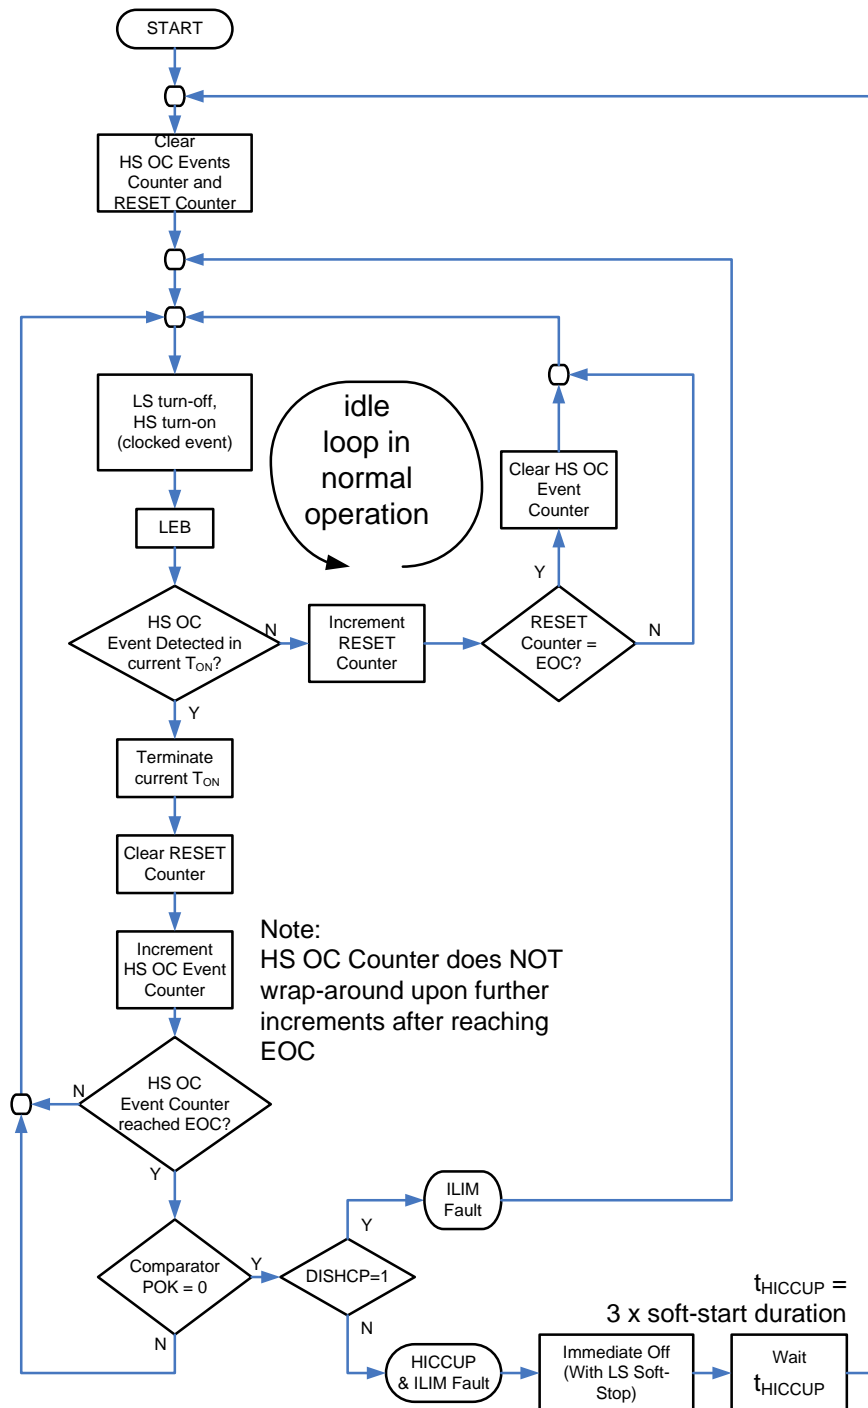 START
Clear
HS OC Events
Counter and
RESET Counter
LS turn-off,
HS turn-on
(clocked event)
idle
loop in
normal
operation
Clear HS OC
Event
Counter
LEB
Y
HS OC
Event Detected in
current TON?
N
Increment
RESET
Counter
RESET
Counter =
EOC?
N
Y
Terminate
current TON
Clear RESET
Counter
Increment
HS OC Event
Counter
Note:
HS OC Counter does NOT
wrap-around upon further
increments after reaching
EOC
N
HS OC
Event Counter
reached EOC?
Y
ILIM
Fault
Y
Comparator
POK = 0
Y
DISHCP=1
N
N
tHICCUP =
3 x soft-start duration
HICCUP
& ILIM Fault
Immediate Off
(With LS Soft-
Stop)
Wait
tHICCUP